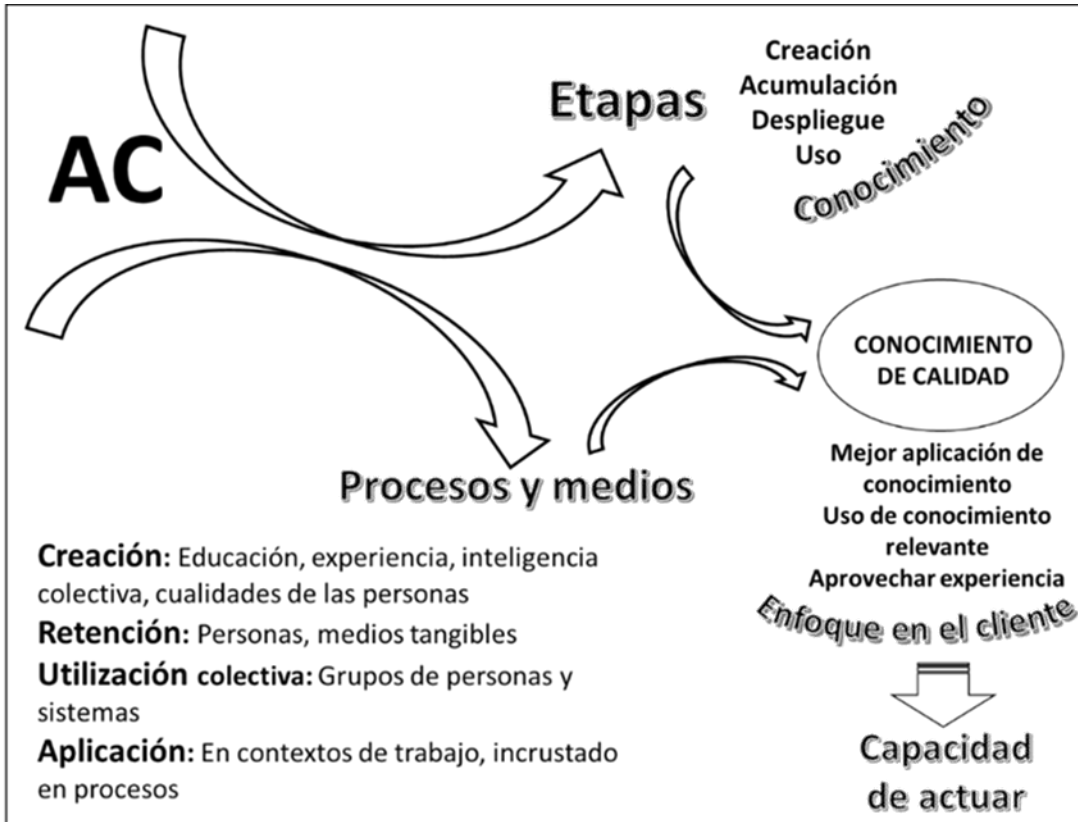 AC
Etapas
Creación
Acumulación
Despliegue
Uso
Conocimiento
CONOCIMIENTO
DE CALIDAD
Mejor aplicación de
conocimiento
Uso de conocimiento
relevante
Aprovechar experiencia
Enfoque en el cliente
Capacidad
de actuar
Procesos y medios
Creación: Educación, experiencia, inteligencia
colectiva, cualidades de las personas
Retención: Personas, medios tangibles
Utilización colectiva: Grupos de personas y
sistemas
Aplicación: En contextos de trabajo, incrustado
en procesos